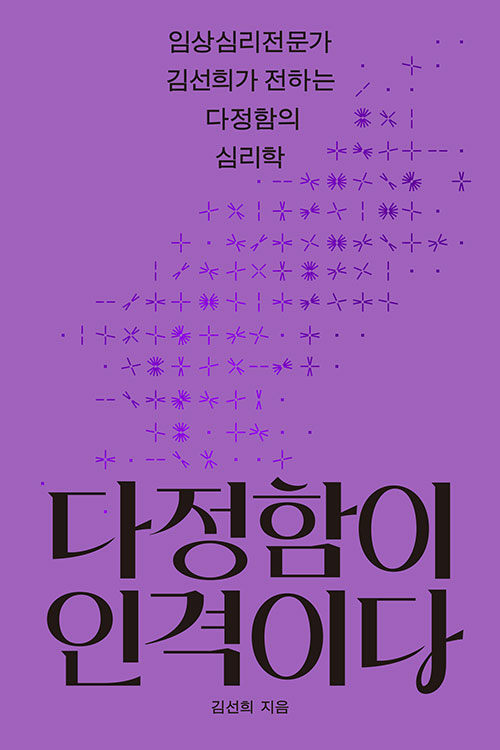 임상심리전문가
김선희가 전하는
다정함의
심리학
다정함이
인격이다
김선희 지음